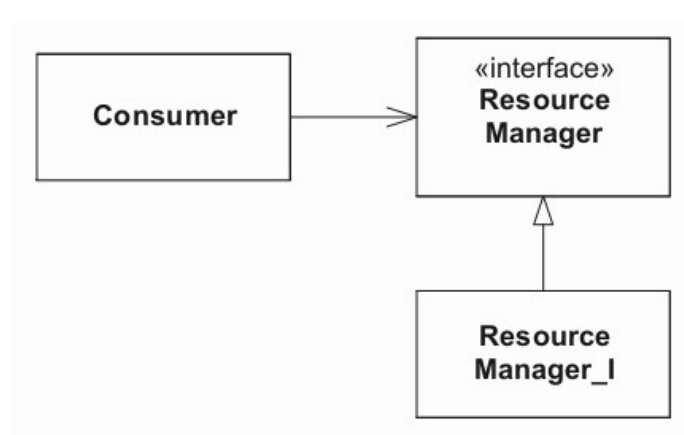 Consumer
«interface»
Resource
Manager
Resource
Manager_I